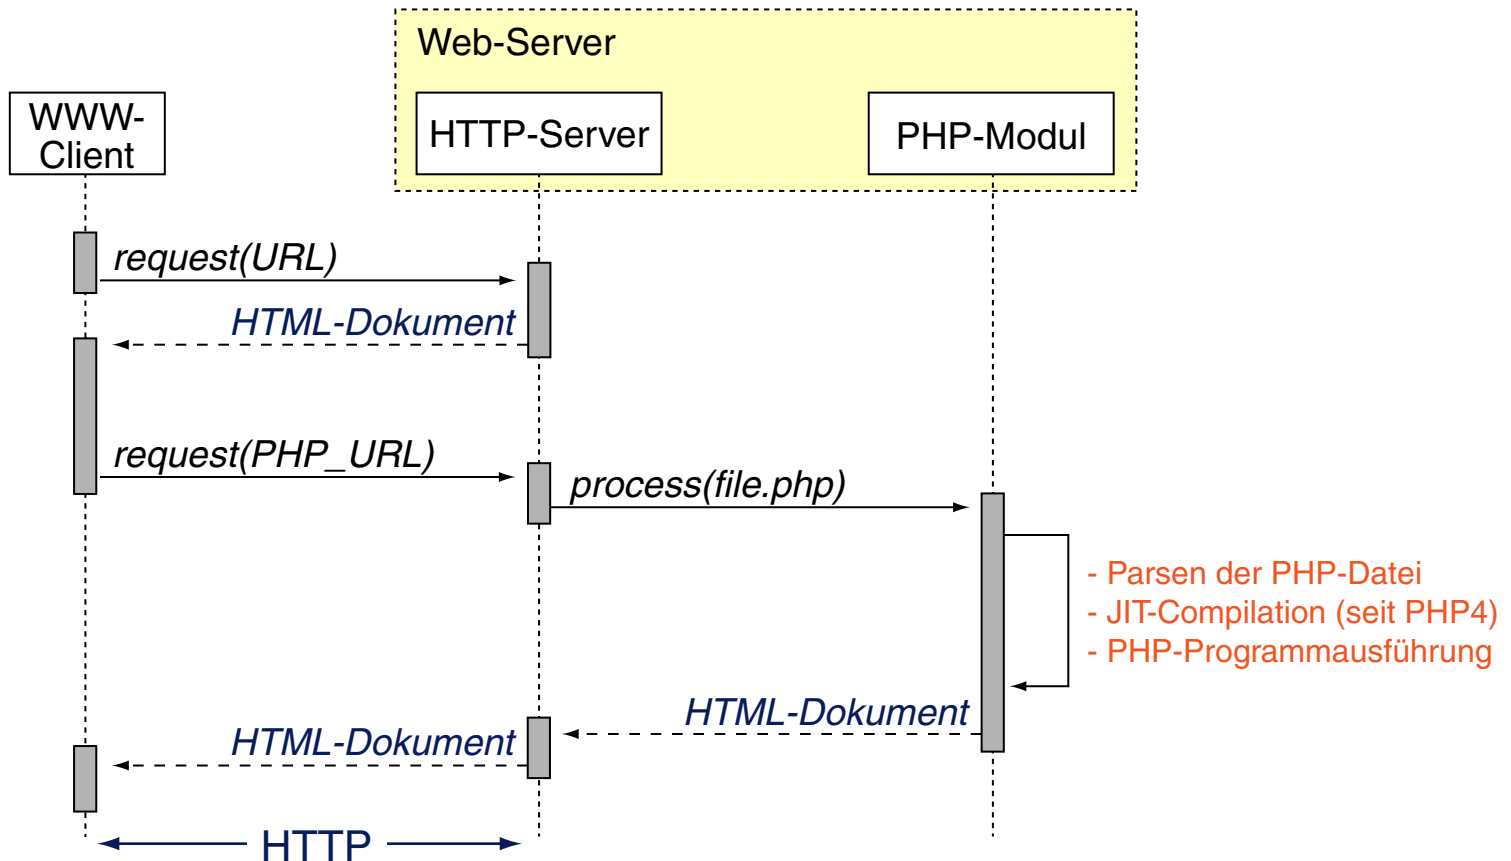 Web-Server
WWW-
Client
HTTP-Server
PHP-Modul
request(URL)
HTML-Dokument
request(PHP_URL)
process(file.php)
- Parsen der PHP-Datei
- JIT-Compilation (seit PHP4)
- PHP-Programmausführung
HTML-Dokument
HTML-Dokument
HTTP